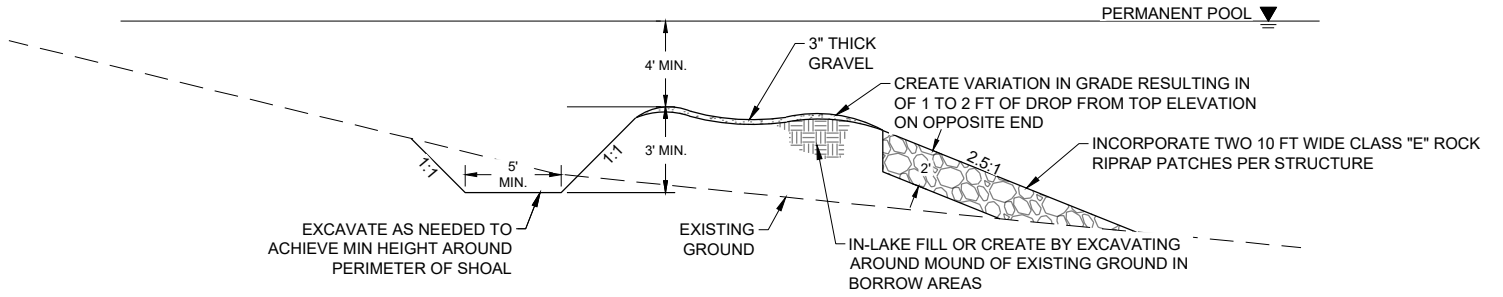 PERMANENT POOL
4' MIN.
3" THICK
GRAVEL
CREATE VARIATION IN GRADE RESULTING IN
OF 1 TO 2 FT OF DROP FROM TOP ELEVATION
ON OPPOSITE END
INCORPORATE TWO 10 FT WIDE CLASS "E" ROCK
RIPRAP PATCHES PER STRUCTURE
1:1
5'
MIN.
1:1
3' MIN.
2.5:1
2'
EXCAVATE AS NEEDED TO
ACHIEVE MIN HEIGHT AROUND
PERIMETER OF SHOAL
EXISTING
GROUND
IN-LAKE FILL OR CREATE BY EXCAVATING
AROUND MOUND OF EXISTING GROUND IN
BORROW AREAS